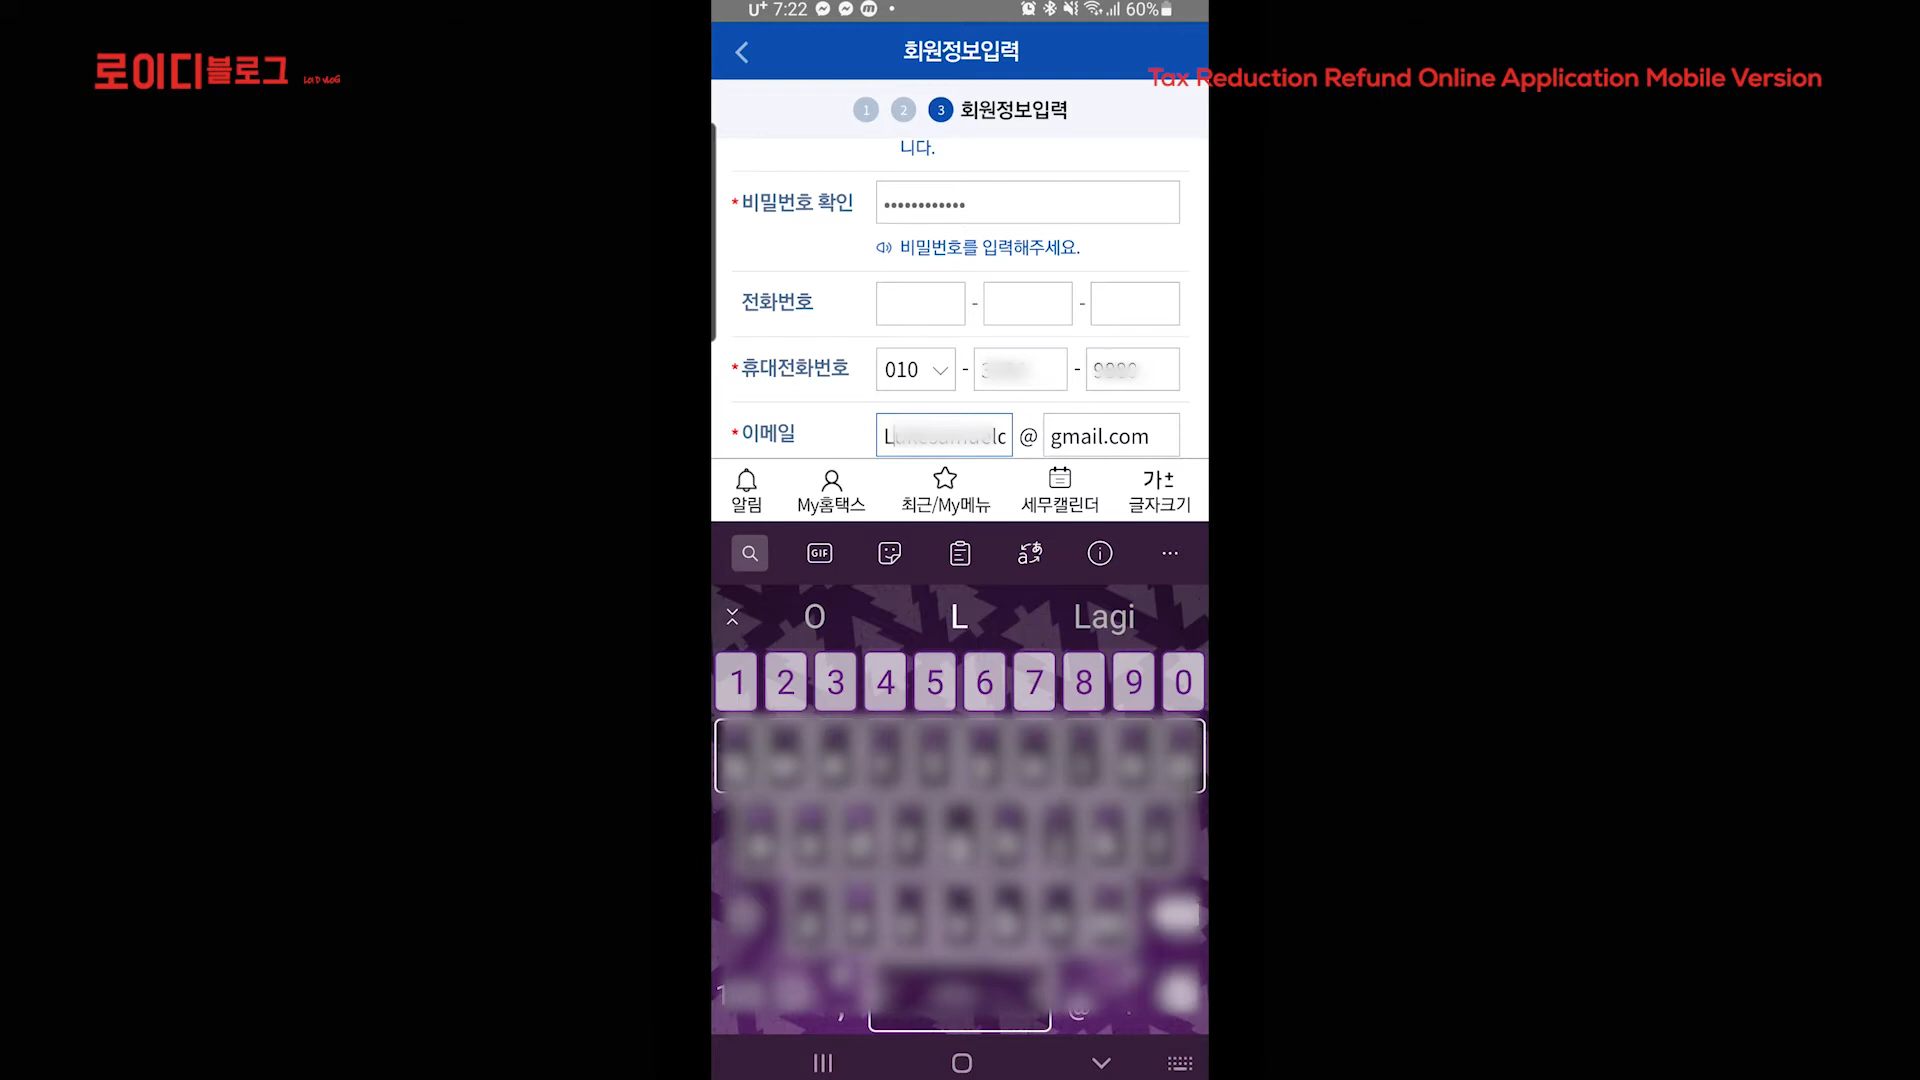 U+ 7:22 60%
로이디블로그 LOI D VLOG
회원정보입력
Tax Reduction Refund Online Application Mobile Version
1 2 3 회원정보입력
니다.
* 비밀번호 확인 ••••••••••••
비밀번호를 입력해주세요.
전화번호 - -
* 휴대전화번호 010 - -
* 이메일 @ gmail.com
알림 My홈택스 최근/My메뉴 세무캘린더 가± 글자크기
GIF
O L Lagi
1 2 3 4 5 6 7 8 9 0